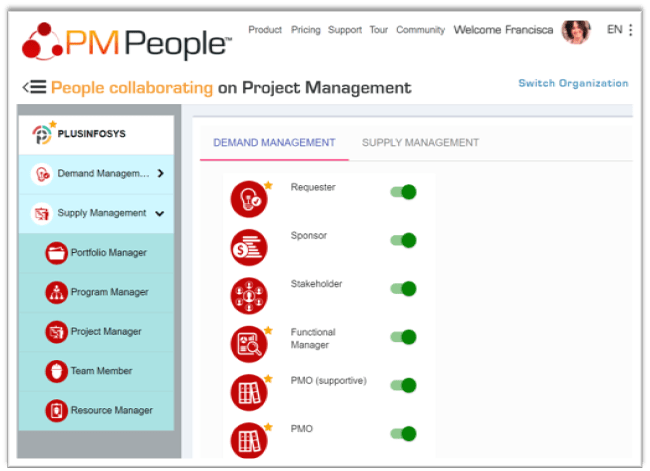 PM People™
Product Pricing Support Tour Community Welcome Francisca EN
People collaborating on Project Management
Switch Organization
PLUSINFOSYS
Demand Managem...
Supply Management
Portfolio Manager
Program Manager
Project Manager
Team Member
Resource Manager
DEMAND MANAGEMENT SUPPLY MANAGEMENT
Requester
Sponsor
Stakeholder
Functional
Manager
PMO (supportive)
PMO